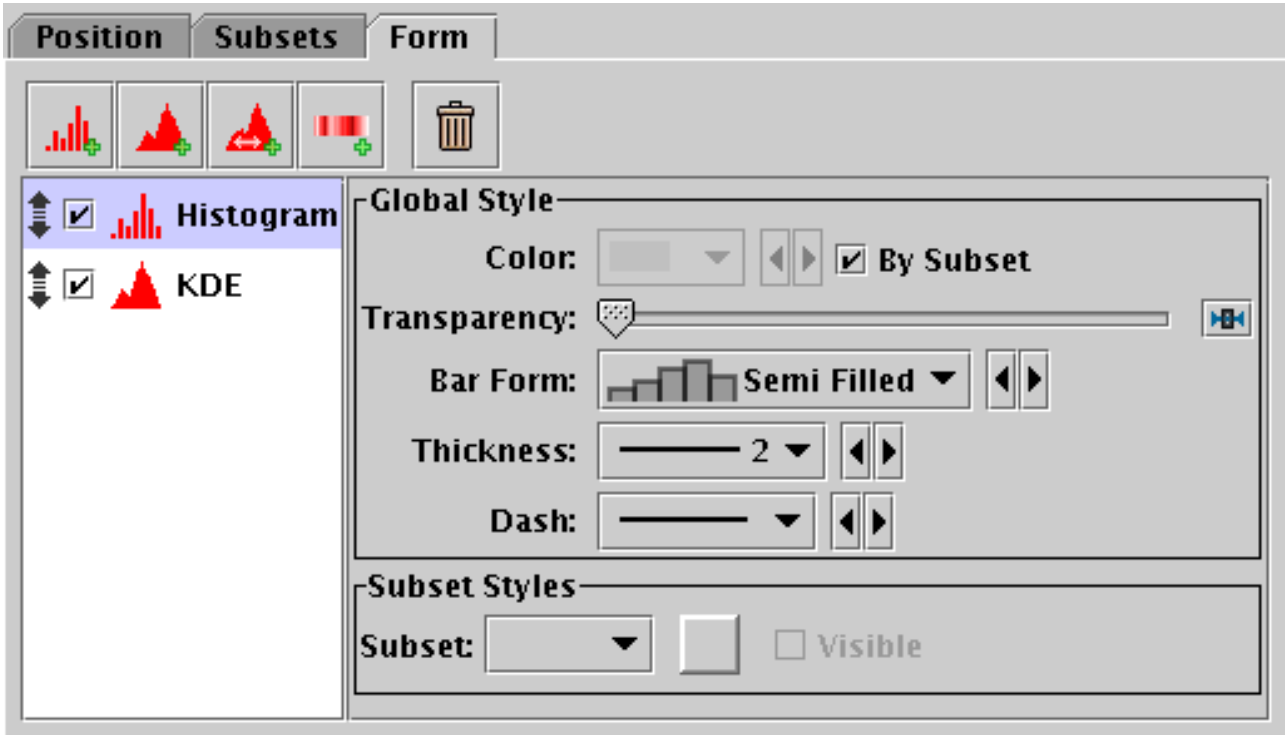 Position Subsets Form
Histogram
KDE
Global Style
Color: By Subset
Transparency:
Bar Form: Semi Filled
Thickness: 2
Dash:
Subset Styles
Subset: Visible